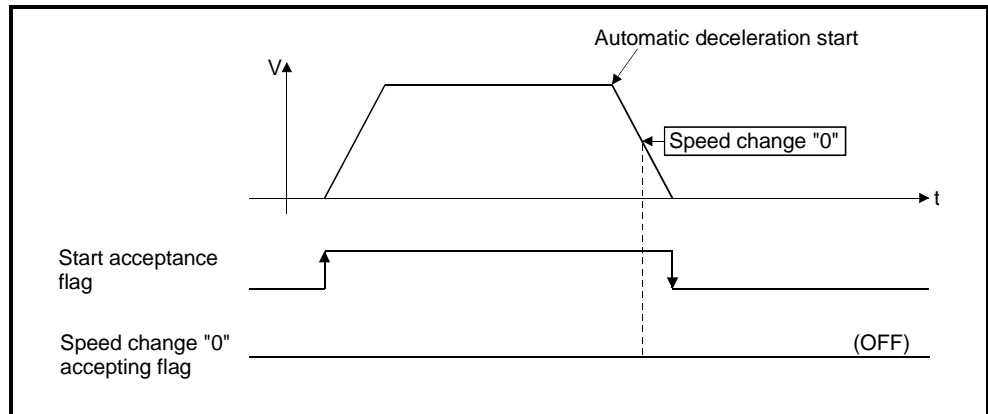 Automatic deceleration start
V
Speed change "0"
t
Start acceptance
flag
Speed change "0"
accepting flag
(OFF)